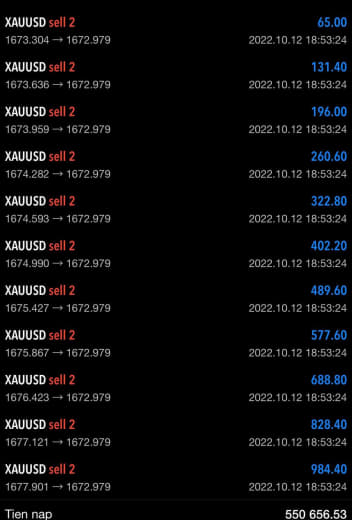 XAUUSD sell 2 65.00
1673.304 → 1672.979 2022.10.12 18:53:24
XAUUSD sell 2 131.40
1673.636 → 1672.979 2022.10.12 18:53:24
XAUUSD sell 2 196.00
1673.959 → 1672.979 2022.10.12 18:53:24
XAUUSD sell 2 260.60
1674.282 → 1672.979 2022.10.12 18:53:24
XAUUSD sell 2 322.80
1674.593 → 1672.979 2022.10.12 18:53:24
XAUUSD sell 2 402.20
1674.990 → 1672.979 2022.10.12 18:53:24
XAUUSD sell 2 489.60
1675.427 → 1672.979 2022.10.12 18:53:24
XAUUSD sell 2 577.60
1675.867 → 1672.979 2022.10.12 18:53:24
XAUUSD sell 2 688.80
1676.423 → 1672.979 2022.10.12 18:53:24
XAUUSD sell 2 828.40
1677.121 → 1672.979 2022.10.12 18:53:24
XAUUSD sell 2 984.40
1677.901 → 1672.979 2022.10.12 18:53:24
Tien nap 550 656.53